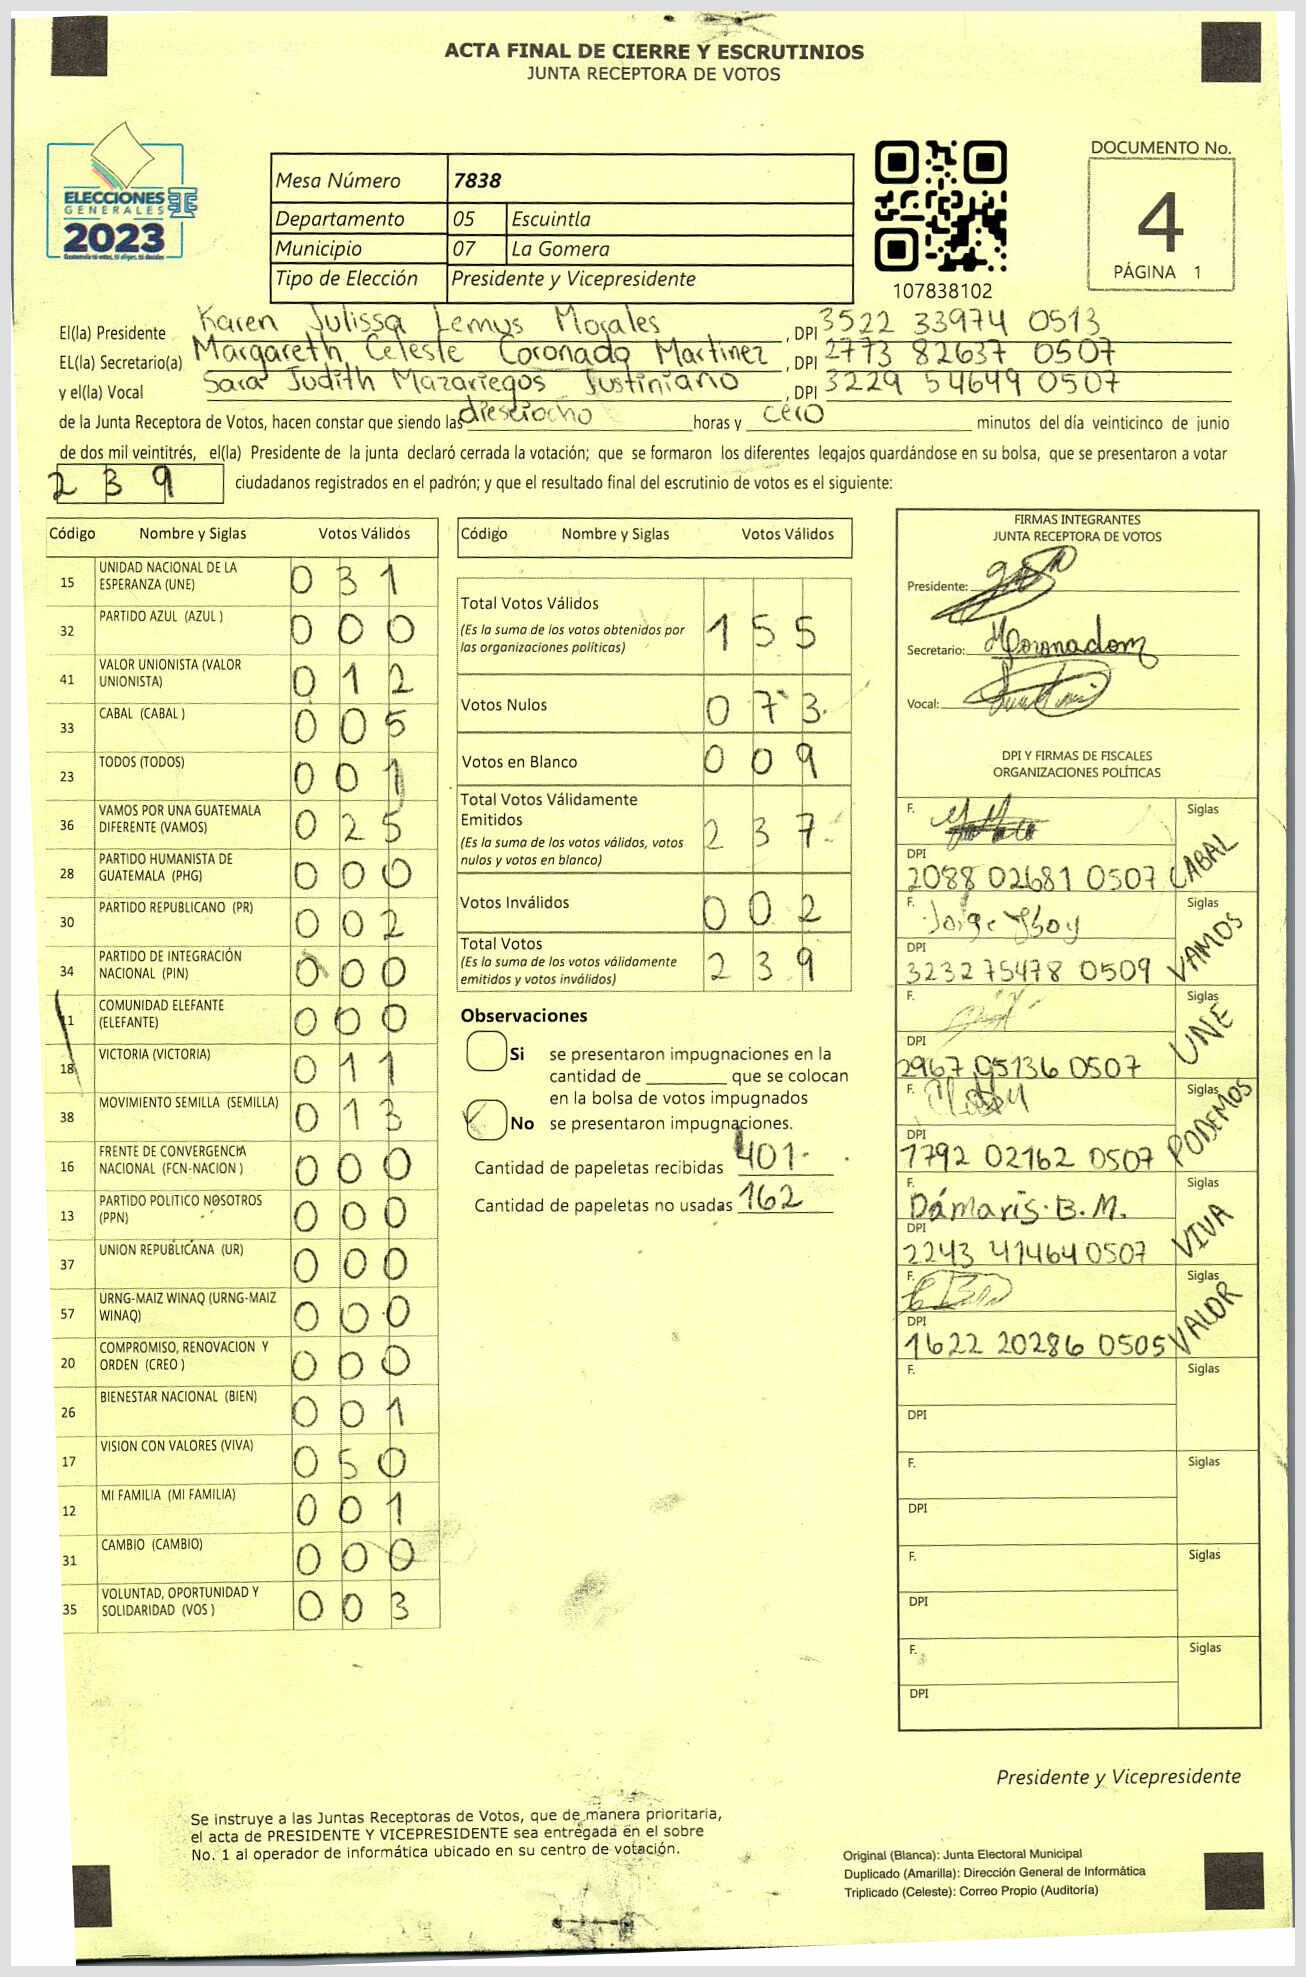 ACTA FINAL DE CIERRE Y ESCRUTINIOS
JUNTA RECEPTORA DE VOTOS
ELECCIONES
GENERALES
2023
Mesa Número 7838
Departamento 05 Escuintla
Municipio 07 La Gomera
Tipo de Elección Presidente y Vicepresidente
107838102
DOCUMENTO No.
4
PÁGINA 1
El(la) Presidente Karen Julissa Lemus Morales, DPI 3522 33974 0513
EL(la) Secretario(a) Margareth Celeste Coronado Martinez, DPI 2773 82637 0507
y el(la) Vocal Sara Judith Mazariegos Justiniano, DPI 3229 54649 0507
de la Junta Receptora de Votos, hacen constar que siendo las dieseiocho horas y cero minutos del día veinticinco de junio
de dos mil veintitrés, el(la) Presidente de la junta declaró cerrada la votación; que se formaron los diferentes legajos guardándose en su bolsa, que se presentaron a votar
239 ciudadanos registrados en el padrón; y que el resultado final del escrutinio de votos es el siguiente:
Código Nombre y Siglas Votos Válidos
15 UNIDAD NACIONAL DE LA ESPERANZA (UNE) 0 3 1
32 PARTIDO AZUL (AZUL ) 0 0 0
41 VALOR UNIONISTA (VALOR UNIONISTA) 0 1 2
33 CABAL (CABAL ) 0 0 5
23 TODOS (TODOS) 0 0 1
36 VAMOS POR UNA GUATEMALA DIFERENTE (VAMOS) 0 2 5
28 PARTIDO HUMANISTA DE GUATEMALA (PHG) 0 0 0
30 PARTIDO REPUBLICANO (PR) 0 0 2
34 PARTIDO DE INTEGRACIÓN NACIONAL (PIN) 0 0 0
11 COMUNIDAD ELEFANTE (ELEFANTE) 0 0 0
18 VICTORIA (VICTORIA) 0 1 1
38 MOVIMIENTO SEMILLA (SEMILLA) 0 1 3
16 FRENTE DE CONVERGENCIA NACIONAL (FCN-NACION ) 0 0 0
13 PARTIDO POLITICO NOSOTROS (PPN) 0 0 0
37 UNION REPUBLICANA (UR) 0 0 0
57 URNG-MAIZ WINAQ (URNG-MAIZ WINAQ) 0 0 0
20 COMPROMISO, RENOVACION Y ORDEN (CREO ) 0 0 0
26 BIENESTAR NACIONAL (BIEN) 0 0 1
17 VISION CON VALORES (VIVA) 0 5 0
12 MI FAMILIA (MI FAMILIA) 0 0 1
31 CAMBIO (CAMBIO) 0 0 0
35 VOLUNTAD, OPORTUNIDAD Y SOLIDARIDAD (VOS ) 0 0 3
Código Nombre y Siglas Votos Válidos
Total Votos Válidos 1 5 5
(Es la suma de los votos obtenidos por
las organizaciones políticas)
Votos Nulos 0 7 3
Votos en Blanco 0 0 9
Total Votos Válidamente
Emitidos 2 3 7
(Es la suma de los votos válidos, votos
nulos y votos en blanco)
Votos Inválidos 0 0 2
Total Votos 2 3 9
(Es la suma de los votos válidamente
emitidos y votos inválidos)
Observaciones
Si se presentaron impugnaciones en la
cantidad de ________ que se colocan
en la bolsa de votos impugnados
No se presentaron impugnaciones.
Cantidad de papeletas recibidas 401
Cantidad de papeletas no usadas 162
FIRMAS INTEGRANTES
JUNTA RECEPTORA DE VOTOS
Presidente:
Secretario: MCoronadom
Vocal:
DPI Y FIRMAS DE FISCALES
ORGANIZACIONES POLÍTICAS
F. Siglas CABAL
DPI
2088 02681 0507
F. Jorge Siglas VAMOS
DPI
3232 75478 0509
F. Siglas UNE
DPI
2967 95136 0507
F. Siglas PODEMOS
DPI
1792 02162 0507
F. Dámaris. B. M. Siglas VIVA
DPI
2243 41464 0507
F. Siglas VALOR
DPI
1622 20286 0505
F. Siglas
DPI
F. Siglas
DPI
F. Siglas
DPI
F. Siglas
DPI
Presidente y Vicepresidente
Se instruye a las Juntas Receptoras de Votos, que de manera prioritaria,
el acta de PRESIDENTE Y VICEPRESIDENTE sea entregada en el sobre
No. 1 al operador de informática ubicado en su centro de votación.
Original (Blanca): Junta Electoral Municipal
Duplicado (Amarilla): Dirección General de Informática
Triplicado (Celeste): Correo Propio (Auditoría)